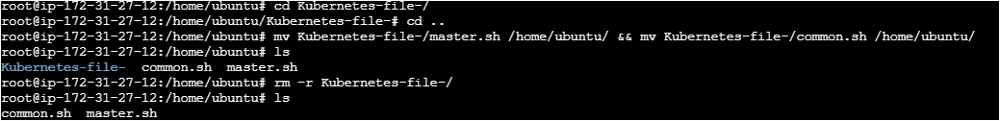 root@ip-172-31-27-12:/home/ubuntu# cd Kubernetes-file-/
root@ip-172-31-27-12:/home/ubuntu/Kubernetes-file-# cd ..
root@ip-172-31-27-12:/home/ubuntu# mv Kubernetes-file-/master.sh /home/ubuntu/ && mv Kubernetes-file-/common.sh /home/ubuntu/
root@ip-172-31-27-12:/home/ubuntu# ls
Kubernetes-file-  common.sh  master.sh
root@ip-172-31-27-12:/home/ubuntu# rm -r Kubernetes-file-/
root@ip-172-31-27-12:/home/ubuntu# ls
common.sh  master.sh